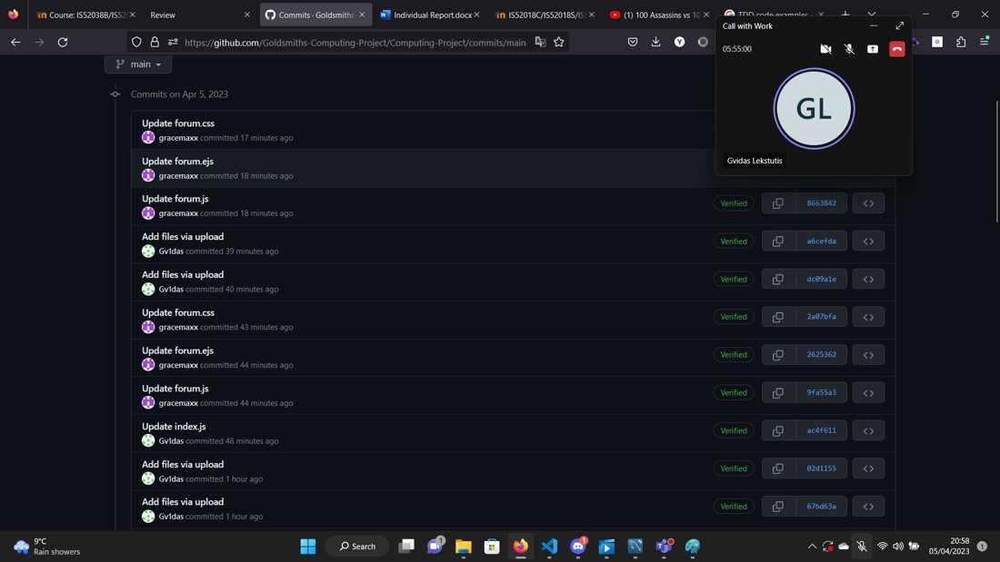 Course: IS52038B/IS52
Review
Commits · Goldsmiths
Individual Report.docx
IS52018C/IS52018S/IS
(1) 100 Assassins vs 10
TDD code examples
https://github.com/Goldsmiths-Computing-Project/Computing-Project/commits/main
Call with Work
05:55:00
GL
Gvidas Lekstutis
main
Commits on Apr 5, 2023
Update forum.css
gracemaxx committed 17 minutes ago
Update forum.ejs
gracemaxx committed 18 minutes ago
Update forum.js
gracemaxx committed 18 minutes ago
Verified 8663842
Add files via upload
Gv1das committed 39 minutes ago
Verified a6cefda
Add files via upload
Gv1das committed 40 minutes ago
Verified dc09a1e
Update forum.css
gracemaxx committed 43 minutes ago
Verified 2a07bfa
Update forum.ejs
gracemaxx committed 44 minutes ago
Verified 2625362
Update forum.js
gracemaxx committed 44 minutes ago
Verified 9fa55a3
Update index.js
Gv1das committed 48 minutes ago
Verified ac4f611
Add files via upload
Gv1das committed 1 hour ago
Verified 02d1155
Add files via upload
Gv1das committed 1 hour ago
Verified 67bd63a
9°C
Rain showers
Search
1
1
20:58
05/04/2023
1